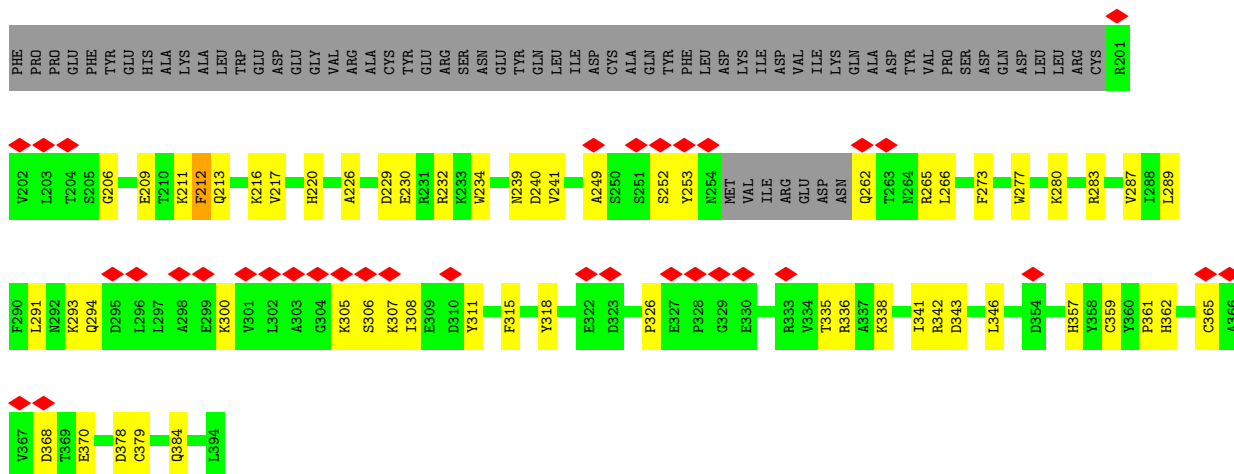 PHE PRO PRO GLU PHE TYR GLU HIS ALA LYS ALA LEU TRP GLU ASP GLU GLY VAL ARG ALA CYS TYR GLU ARG SER ASN GLU TYR GLN LEU ILE ASP CYS ALA GLN TYR PHE LEU ASP LYS ILE ASP VAL ILE LYS GLN ALA ASP TYR VAL PRO SER ASP GLN ASP LEU LEU ARG CYS R201
V202 L203 T204 S205 G206 E209 T210 K211 F212 Q213 K216 V217 H220 A226 D229 E230 R231 R232 K233 W234 N239 D240 V241 A249 S250 S251 S252 Y253 N254 MET VAL ILE ARG GLU ASP ASN Q262 T263 N264 R265 L266 F273 W277 K280 R283 V287 I288 L289
F290 L291 N292 K293 Q294 D295 L296 L297 A298 E299 K300 V301 L302 A303 G304 K305 S306 K307 I308 E309 D310 Y311 F315 Y318 E322 D323 P326 E327 P328 G329 E330 R333 V334 T335 R336 A337 K338 I341 R342 D343 L346 D354 H357 Y358 C359 Y360 P361 H362 C365 A366
V367 D368 T369 E370 D378 C379 Q384 L394